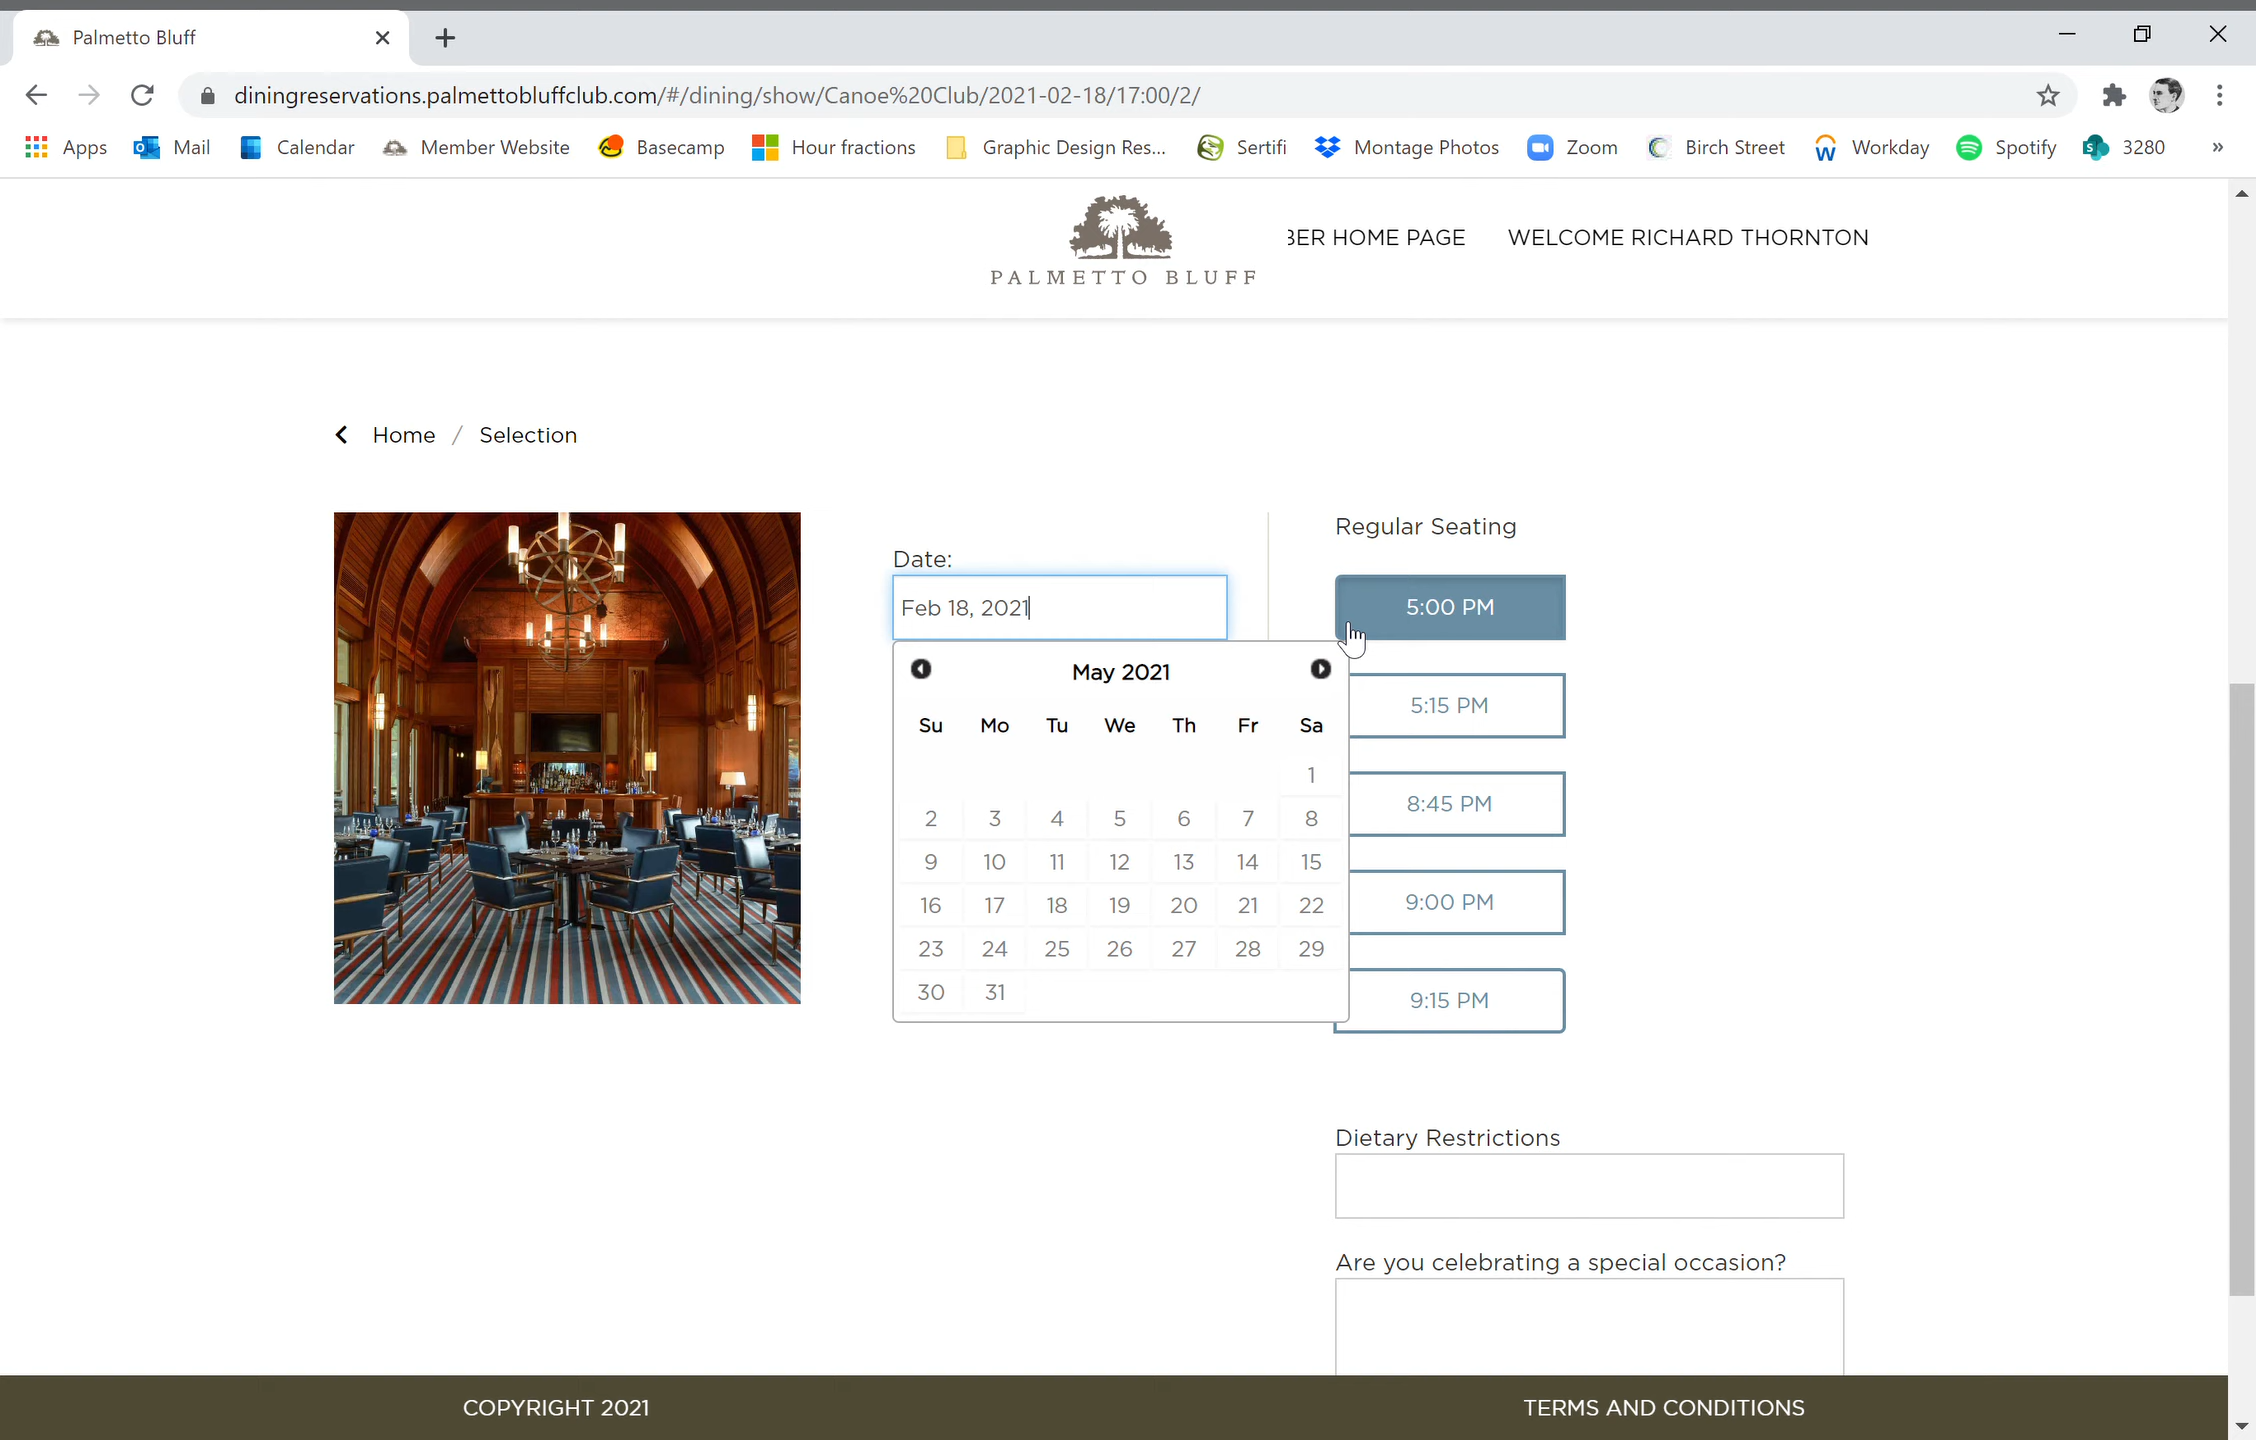 Palmetto Bluff
diningreservations.palmettobluffclub.com/#/dining/show/Canoe%20Club/2021-02-18/17:00/2/
Apps Mail Calendar Member Website Basecamp Hour fractions Graphic Design Res... Sertifi Montage Photos Zoom Birch Street Workday Spotify 3280 »
PALMETTO BLUFF
BER HOME PAGE WELCOME RICHARD THORNTON
Home / Selection
Date:
Feb 18, 2021
May 2021
Su Mo Tu We Th Fr Sa
1
2 3 4 5 6 7 8
9 10 11 12 13 14 15
16 17 18 19 20 21 22
23 24 25 26 27 28 29
30 31
Regular Seating
5:00 PM
5:15 PM
8:45 PM
9:00 PM
9:15 PM
Dietary Restrictions
Are you celebrating a special occasion?
COPYRIGHT 2021
TERMS AND CONDITIONS